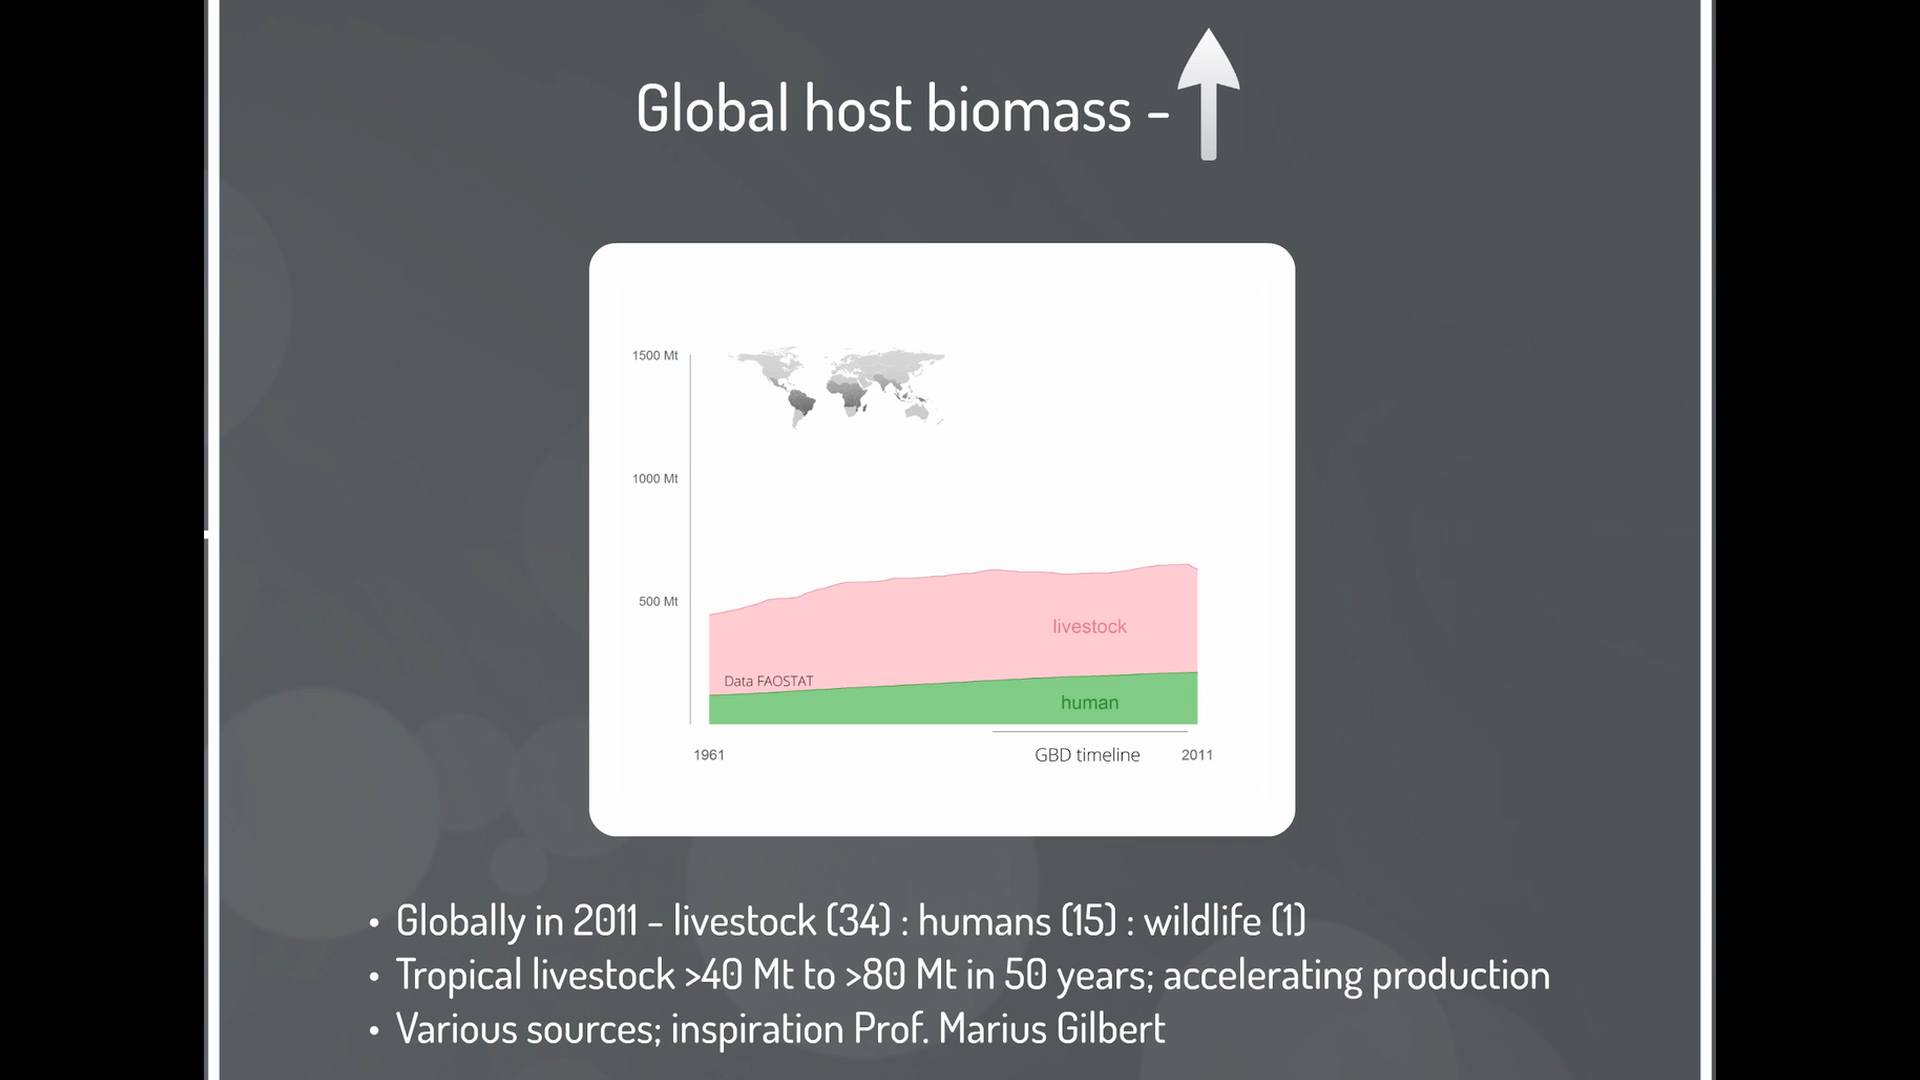 Global host biomass -
1500 Mt
1000 Mt
500 Mt
livestock
Data FAOSTAT
human
1961
GBD timeline
2011
• Globally in 2011 - livestock (34) : humans (15) : wildlife (1)
• Tropical livestock >40 Mt to >80 Mt in 50 years; accelerating production
• Various sources; inspiration Prof. Marius Gilbert